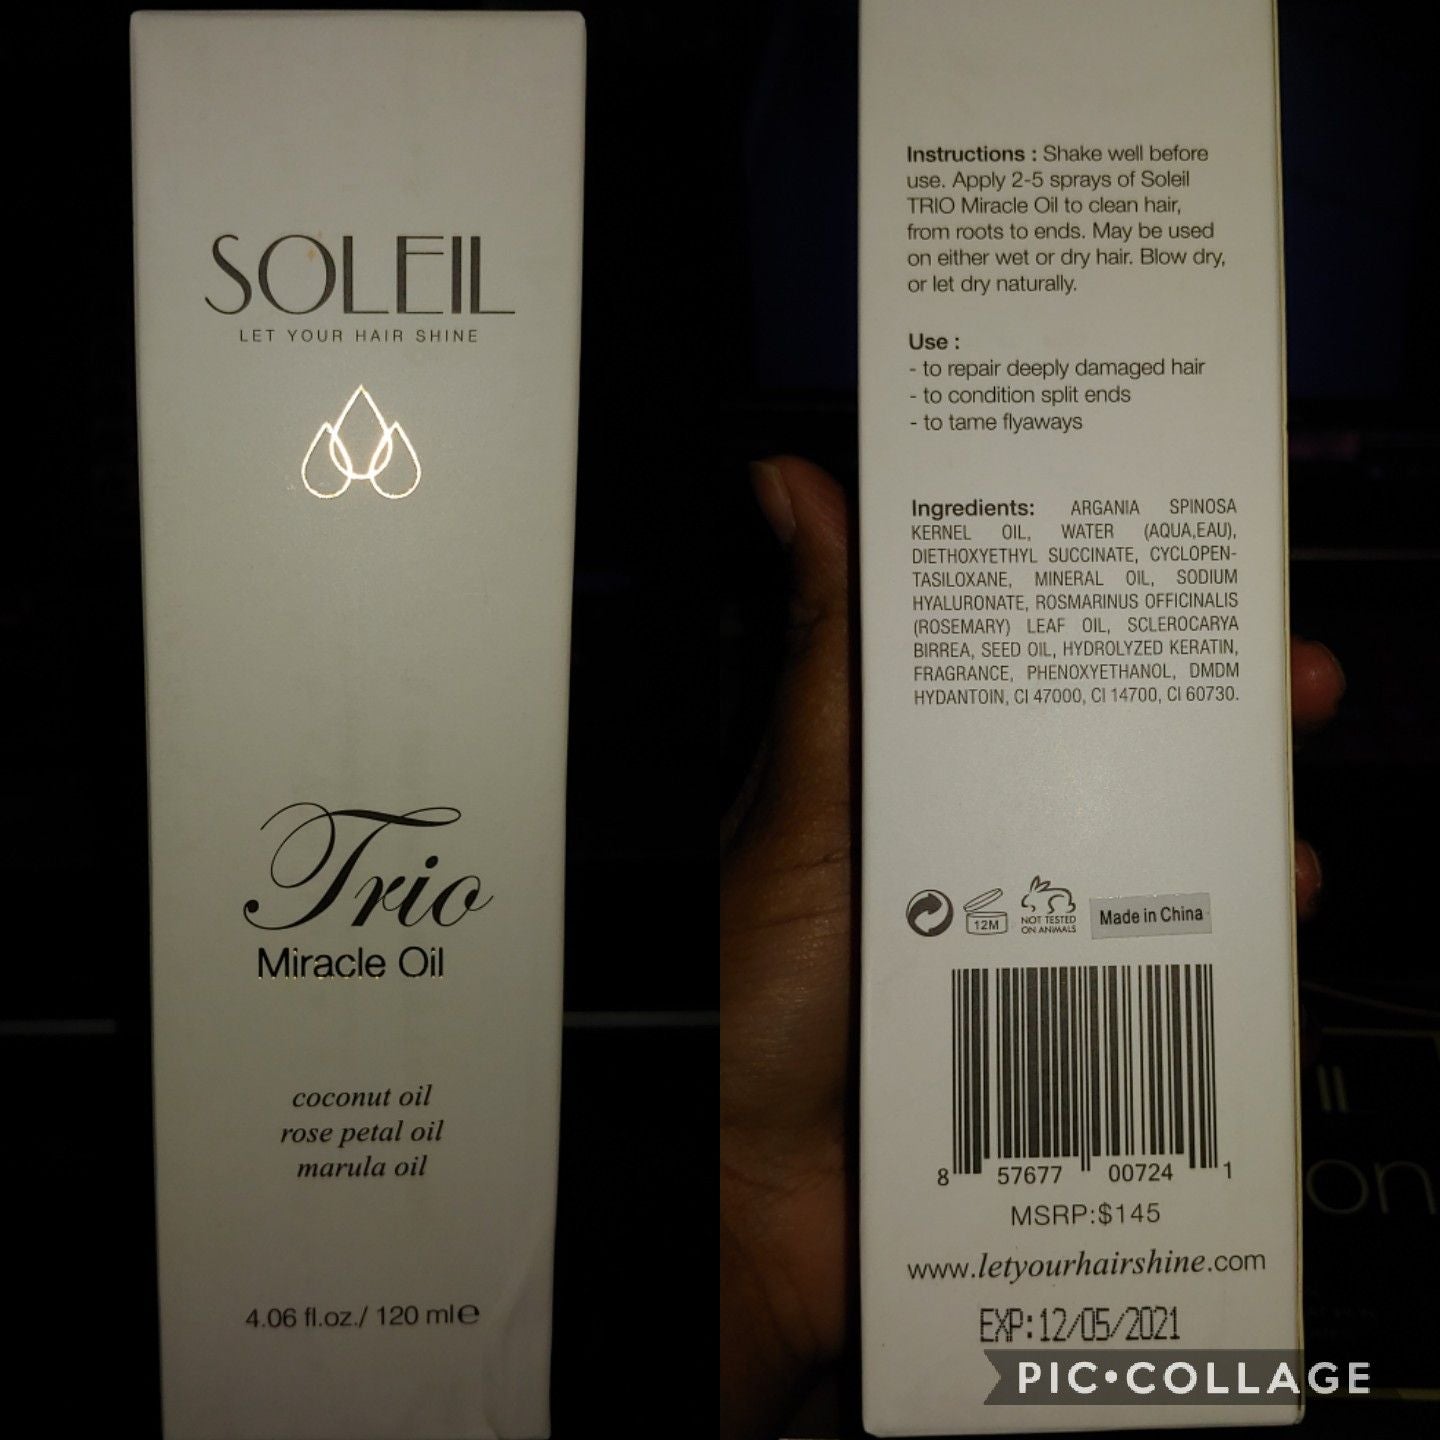 SOLEIL
LET YOUR HAIR SHINE
Trio
Miracle Oil
coconut oil
rose petal oil
marula oil
4.06 fl.oz./ 120 ml℮
Instructions : Shake well before
use. Apply 2-5 sprays of Soleil
TRIO Miracle Oil to clean hair,
from roots to ends. May be used
on either wet or dry hair. Blow dry,
or let dry naturally.
Use :
- to repair deeply damaged hair
- to condition split ends
- to tame flyaways
Ingredients: ARGANIA SPINOSA
KERNEL OIL, WATER (AQUA,EAU),
DIETHOXYETHYL SUCCINATE, CYCLOPEN-
TASILOXANE, MINERAL OIL, SODIUM
HYALURONATE, ROSMARINUS OFFICINALIS
(ROSEMARY) LEAF OIL, SCLEROCARYA
BIRREA, SEED OIL, HYDROLYZED KERATIN,
FRAGRANCE, PHENOXYETHANOL, DMDM
HYDANTOIN, CI 47000, CI 14700, CI 60730.
12M
NOT TESTED
ON ANIMALS
Made in China
8 57677 00724 1
MSRP:$145
www.letyourhairshine.com
EXP:12/05/2021
PIC•COLLAGE